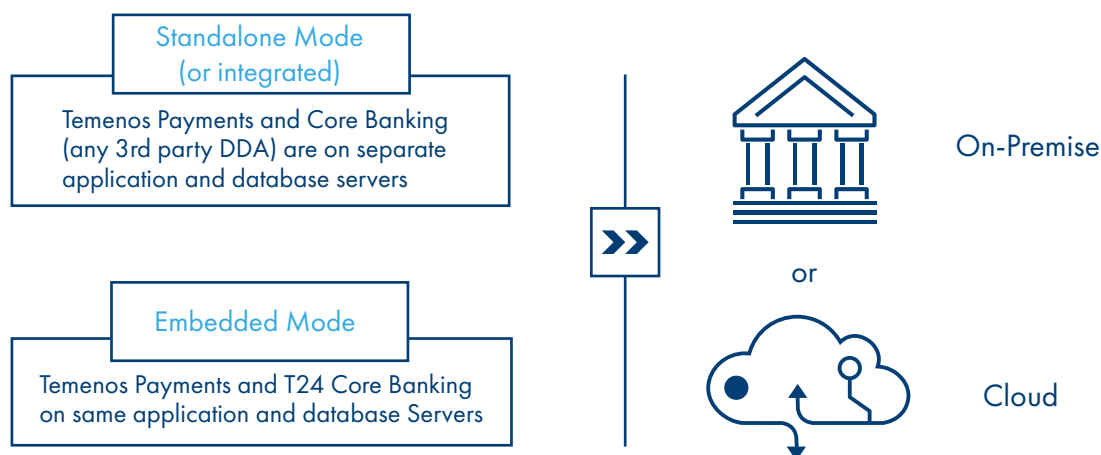 Standalone Mode
(or integrated)
Temenos Payments and Core Banking
(any 3rd party DDA) are on separate
application and database servers
Embedded Mode
Temenos Payments and T24 Core Banking
on same application and database Servers
On-Premise
or
Cloud